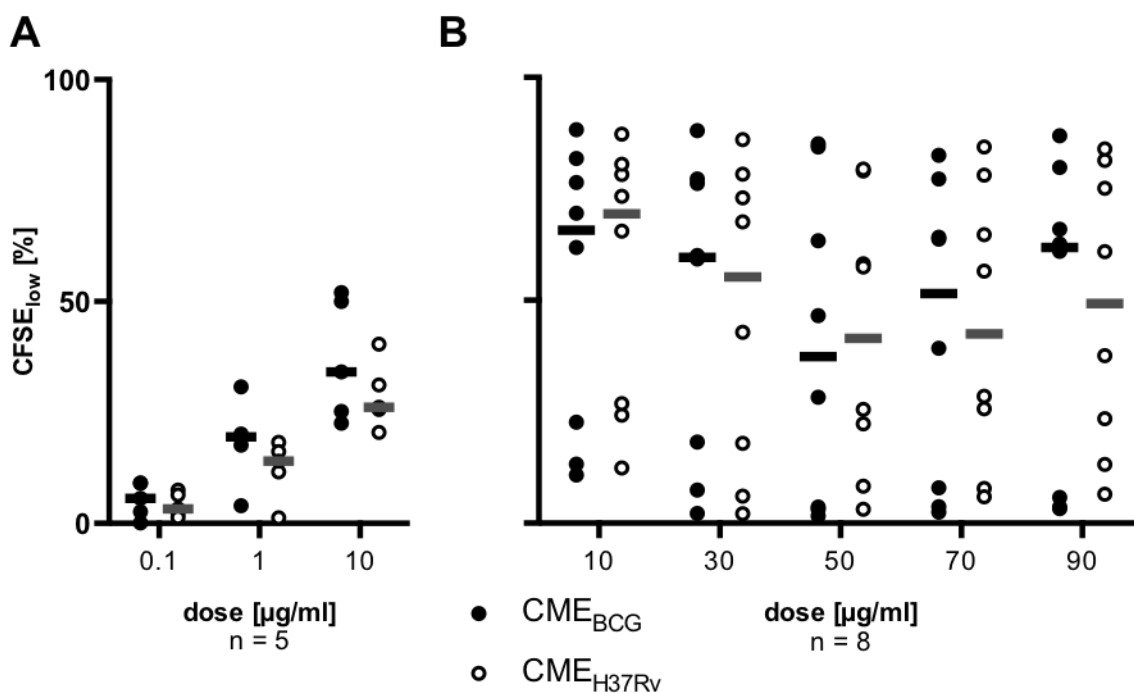 A
B
100
50
0
CFSElow [%]
0.1 1 10
10 30 50 70 90
dose [µg/ml]
n = 5
CMEBCG
CMEH37Rv
dose [µg/ml]
n = 8